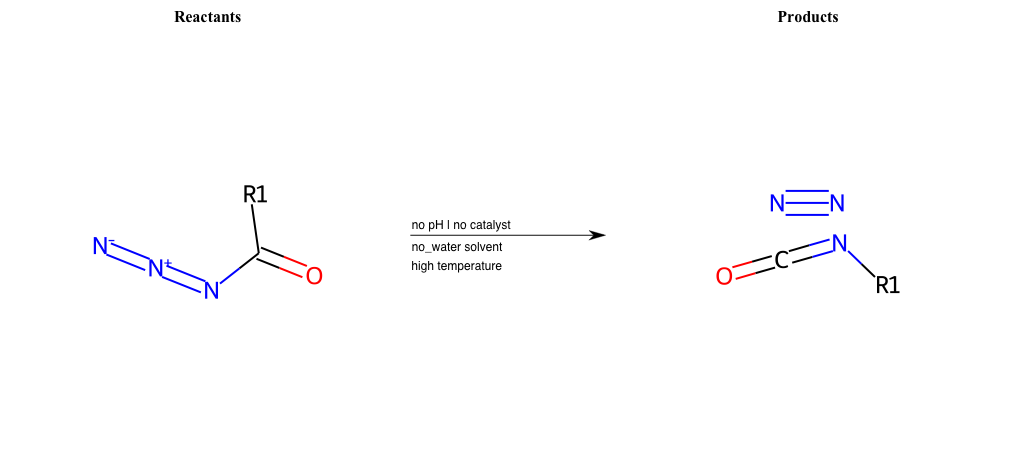 Reactants
Products
R1
N-
N+
N
O
no pH | no catalyst
no_water solvent
high temperature
N N
O C N
R1